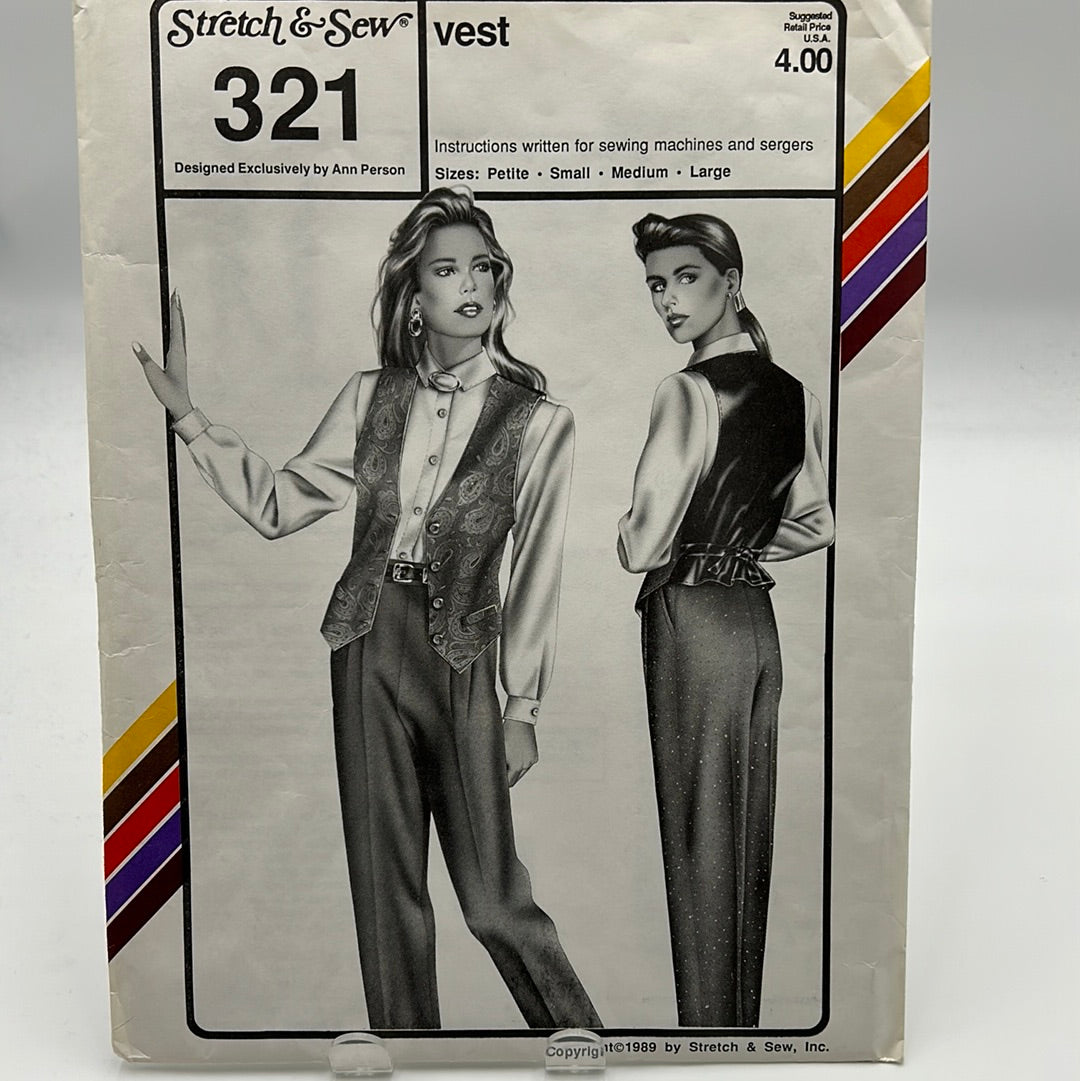 Stretch & Sew®
321
Designed Exclusively by Ann Person
vest
Suggested
Retail Price
U.S.A.
4.00
Instructions written for sewing machines and sergers
Sizes: Petite • Small • Medium • Large
Copyright©1989 by Stretch & Sew, Inc.